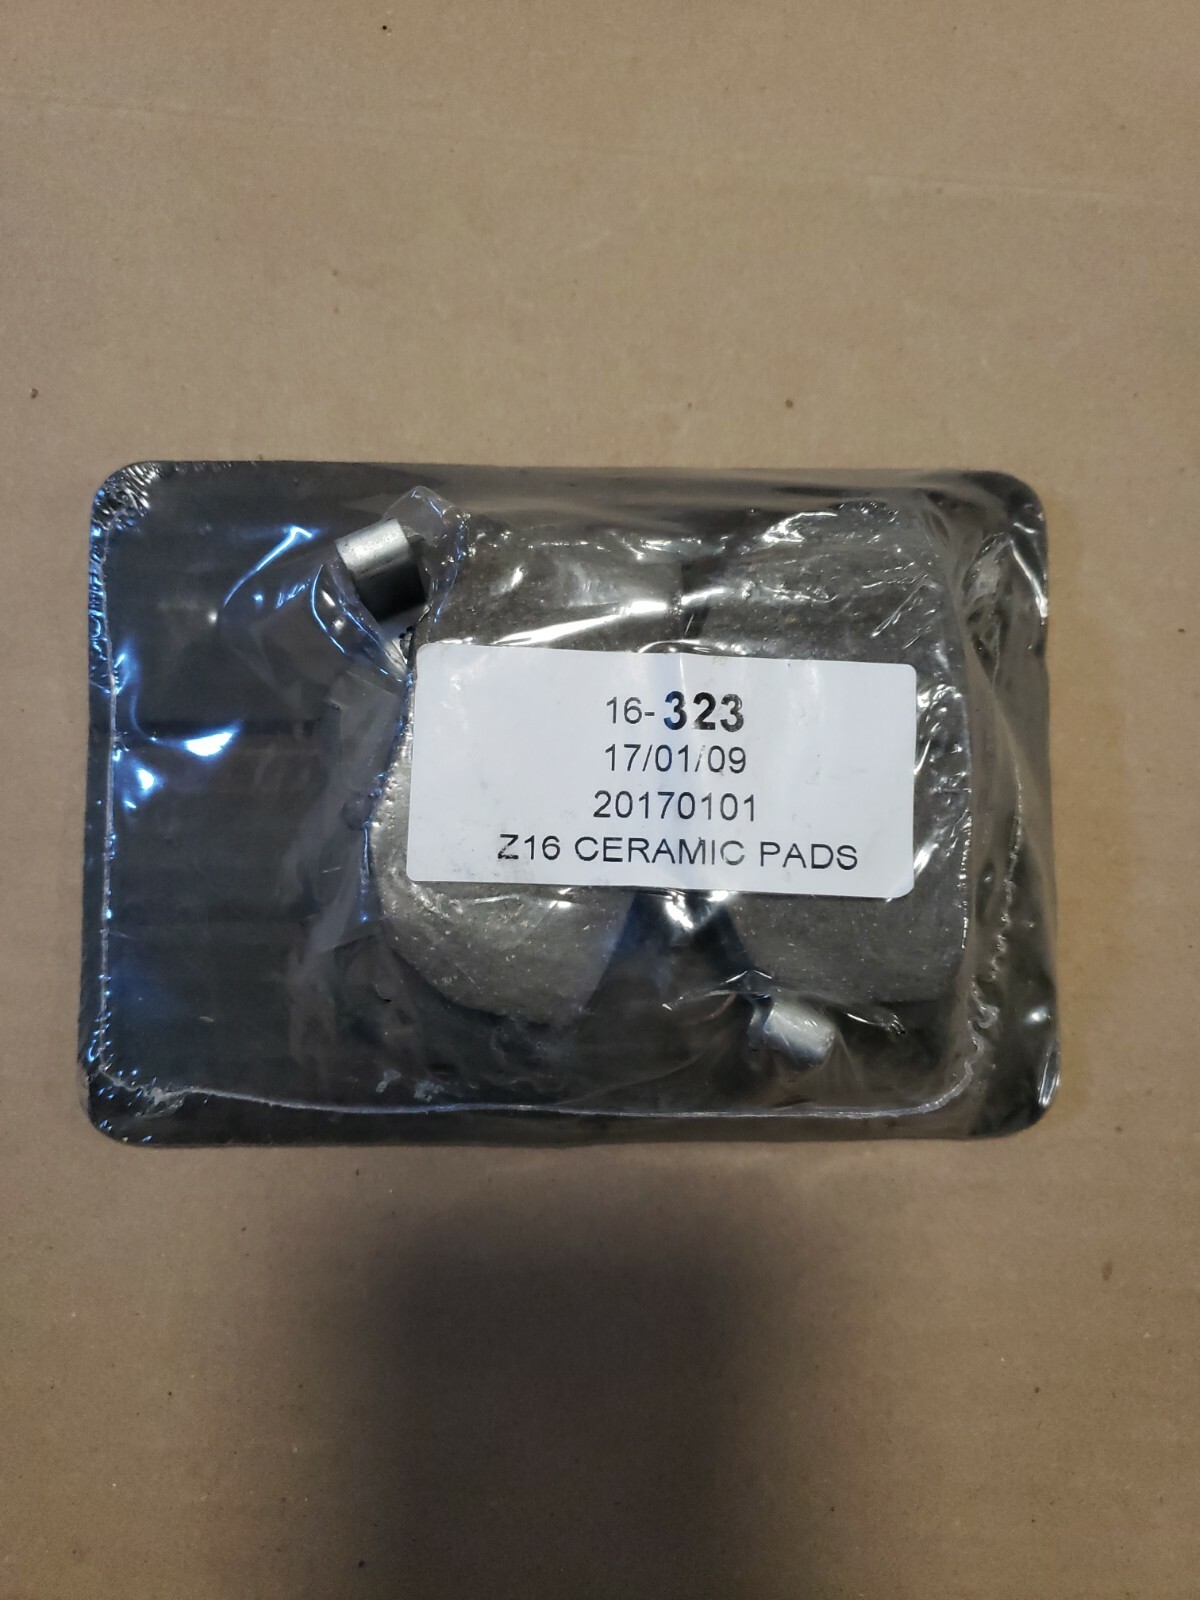 16-323
17/01/09
20170101
Z16 CERAMIC PADS